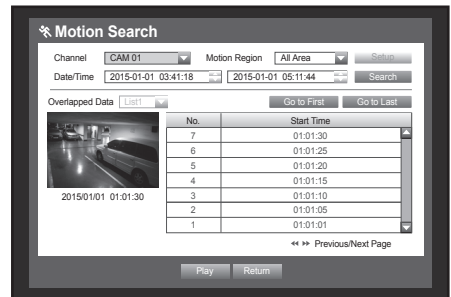 Motion Search
Channel CAM 01 Motion Region All Area Setup
Date/Time 2015-01-01 03:41:18 2015-01-01 05:11:44 Search
Overlapped Data List1 Go to First Go to Last
No. Start Time
7 01:01:30
6 01:01:25
5 01:01:20
4 01:01:15
3 01:01:10
2 01:01:05
1 01:01:01
2015/01/01 01:01:30
Previous/Next Page
Play Return